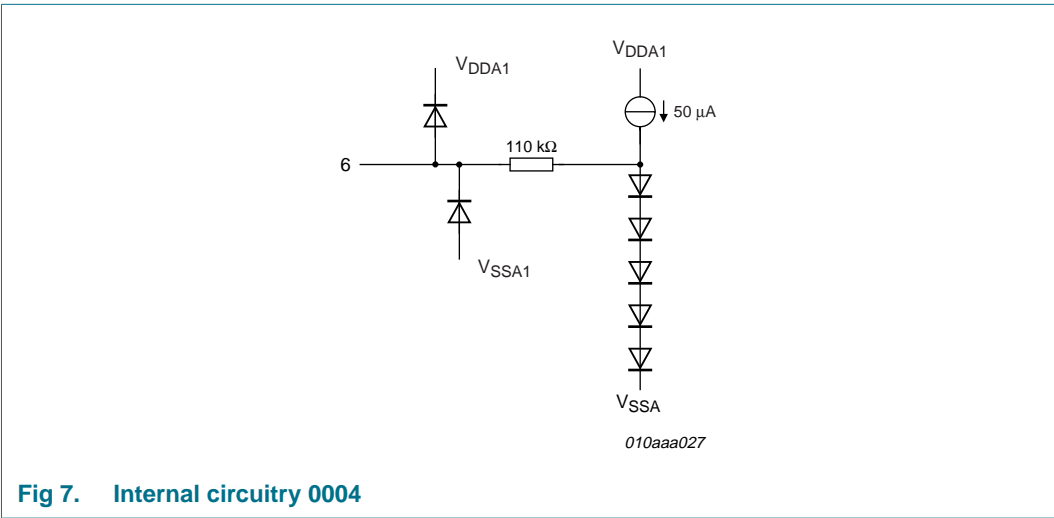 VDDA1
VDDA1
50 μA
110 kΩ
6
VSSA1
VSSA
010aaa027
Fig 7. Internal circuitry 0004